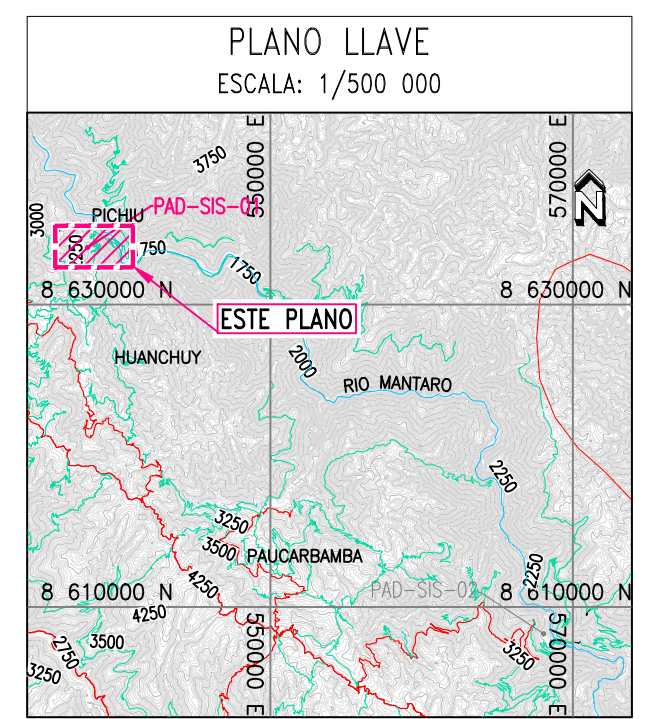 PLANO LLAVE
ESCALA: 1/500 000
550000 E
570000 E
3750
3000
PICHIU
PAD-SIS-01
2250
750
1750
8 630000 N
8 630000 N
ESTE PLANO
HUANCHUY
2000
RIO MANTARO
2250
3250
3500
PAUCARBAMBA
4250
2250
PAD-SIS-02
8 610000 N
8 610000 N
4250
3500
2750
3250
3250
550000 E
570000 E
N